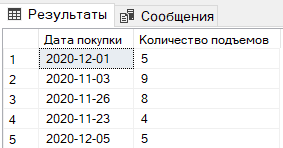 Результаты Сообщения
Дата покупки Количество подъемов
1 2020-12-01 5
2 2020-11-03 9
3 2020-11-26 8
4 2020-11-23 4
5 2020-12-05 5